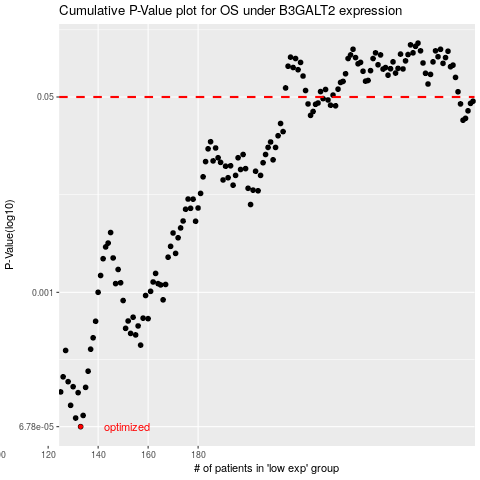 Cumulative P-Value plot for OS under B3GALT2 expression
0.05
P-Value(log10)
0.001
6.78e-05
optimized
120 140 160 180
# of patients in 'low exp' group